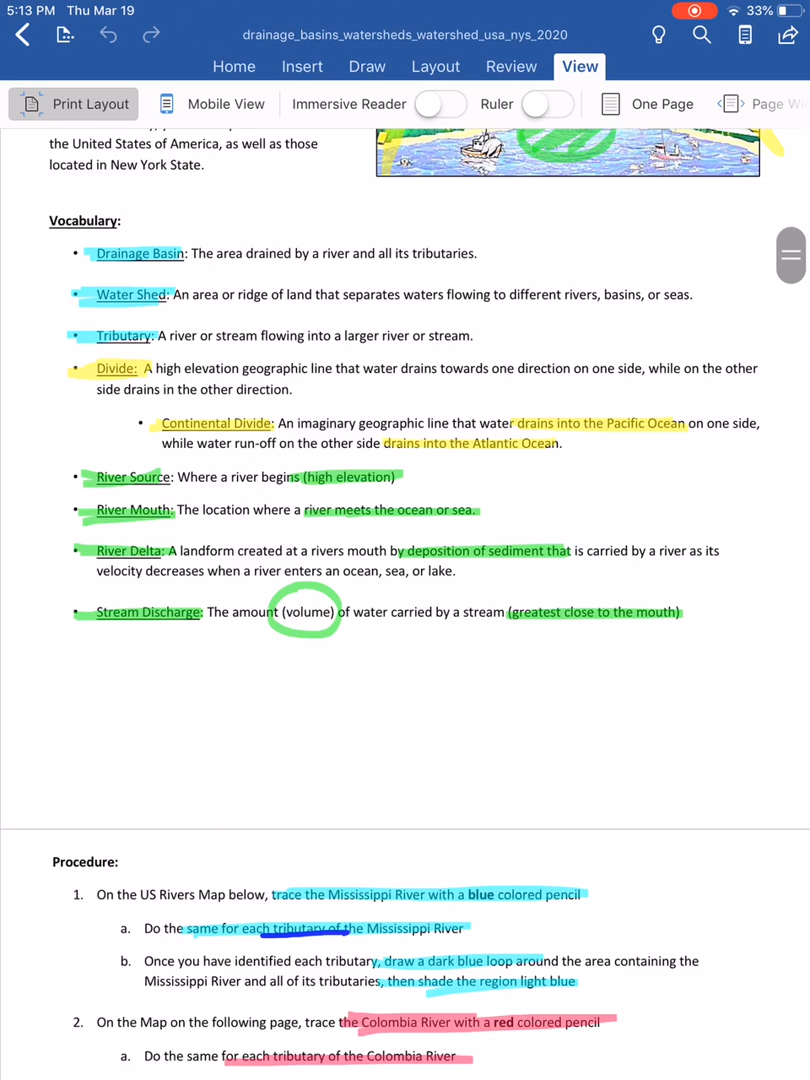 5:13 PM Thu Mar 19 33%
drainage_basins_watersheds_watershed_usa_nys_2020
Home Insert Draw Layout Review View
Print Layout Mobile View Immersive Reader Ruler One Page Page Wi
the United States of America, as well as those
located in New York State.
Vocabulary:
• Drainage Basin: The area drained by a river and all its tributaries.
• Water Shed: An area or ridge of land that separates waters flowing to different rivers, basins, or seas.
• Tributary: A river or stream flowing into a larger river or stream.
• Divide: A high elevation geographic line that water drains towards one direction on one side, while on the other
side drains in the other direction.
• Continental Divide: An imaginary geographic line that water drains into the Pacific Ocean on one side,
while water run-off on the other side drains into the Atlantic Ocean.
• River Source: Where a river begins (high elevation)
• River Mouth: The location where a river meets the ocean or sea.
• River Delta: A landform created at a rivers mouth by deposition of sediment that is carried by a river as its
velocity decreases when a river enters an ocean, sea, or lake.
• Stream Discharge: The amount (volume) of water carried by a stream (greatest close to the mouth)
Procedure:
1. On the US Rivers Map below, trace the Mississippi River with a blue colored pencil
a. Do the same for each tributary of the Mississippi River
b. Once you have identified each tributary, draw a dark blue loop around the area containing the
Mississippi River and all of its tributaries, then shade the region light blue
2. On the Map on the following page, trace the Colombia River with a red colored pencil
a. Do the same for each tributary of the Colombia River